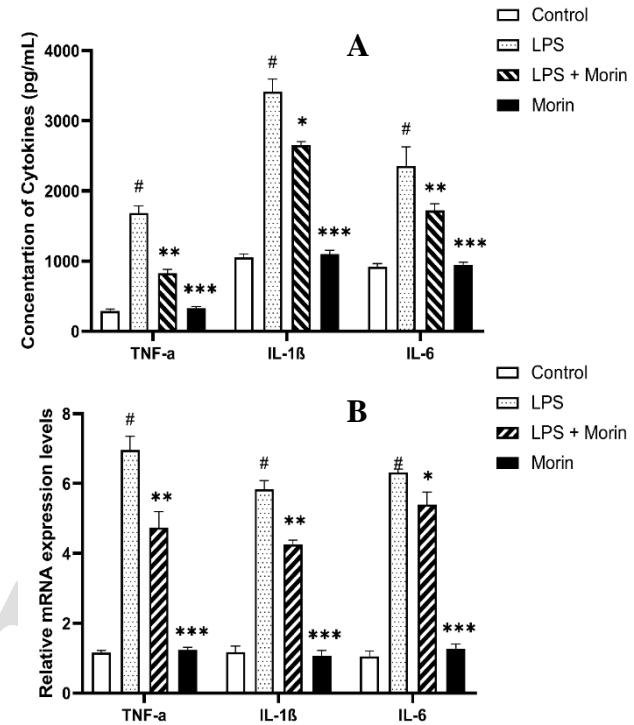 Control
LPS
LPS + Morin
Morin
A
Concentartion of Cytokines (pg/mL)
4000
3000
2000
1000
0
#
**
***
#
*
***
#
**
***
TNF-a
IL-1ß
IL-6
Control
LPS
LPS + Morin
Morin
B
Relative mRNA expression levels
8
6
4
2
0
#
**
***
#
**
***
#
*
***
TNF-a
IL-1ß
IL-6